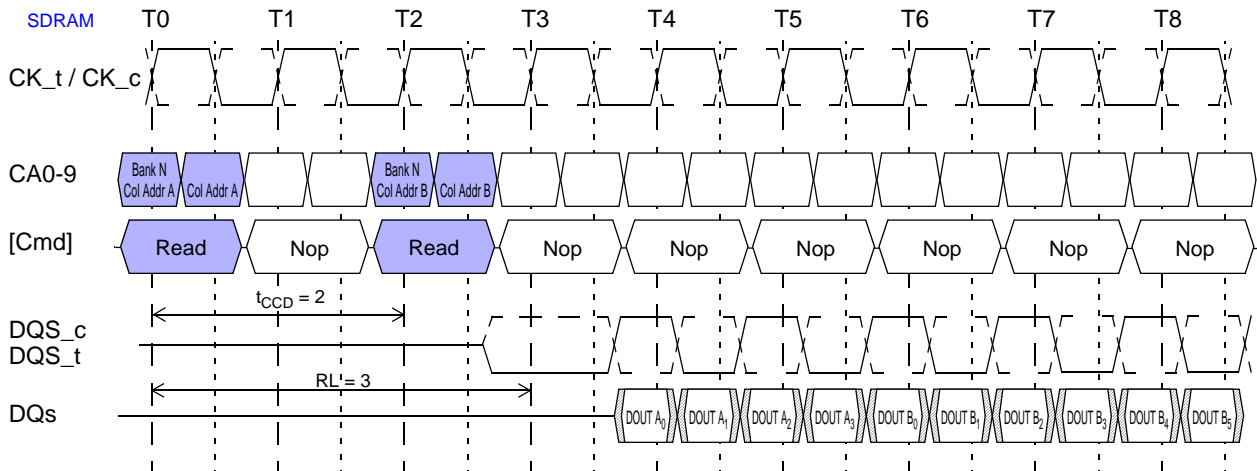 SDRAM T0 T1 T2 T3 T4 T5 T6 T7 T8
CK_t / CK_c
CA0-9
Bank N
Col Addr A
Col Addr A
Bank N
Col Addr B
Col Addr B
[Cmd] Read Nop Read Nop Nop Nop Nop Nop Nop
tCCD = 2
DQS_c
DQS_t
RL = 3
DQs DOUT A0 DOUT A1 DOUT A2 DOUT A3 DOUT B0 DOUT B1 DOUT B2 DOUT B3 DOUT B4 DOUT B5